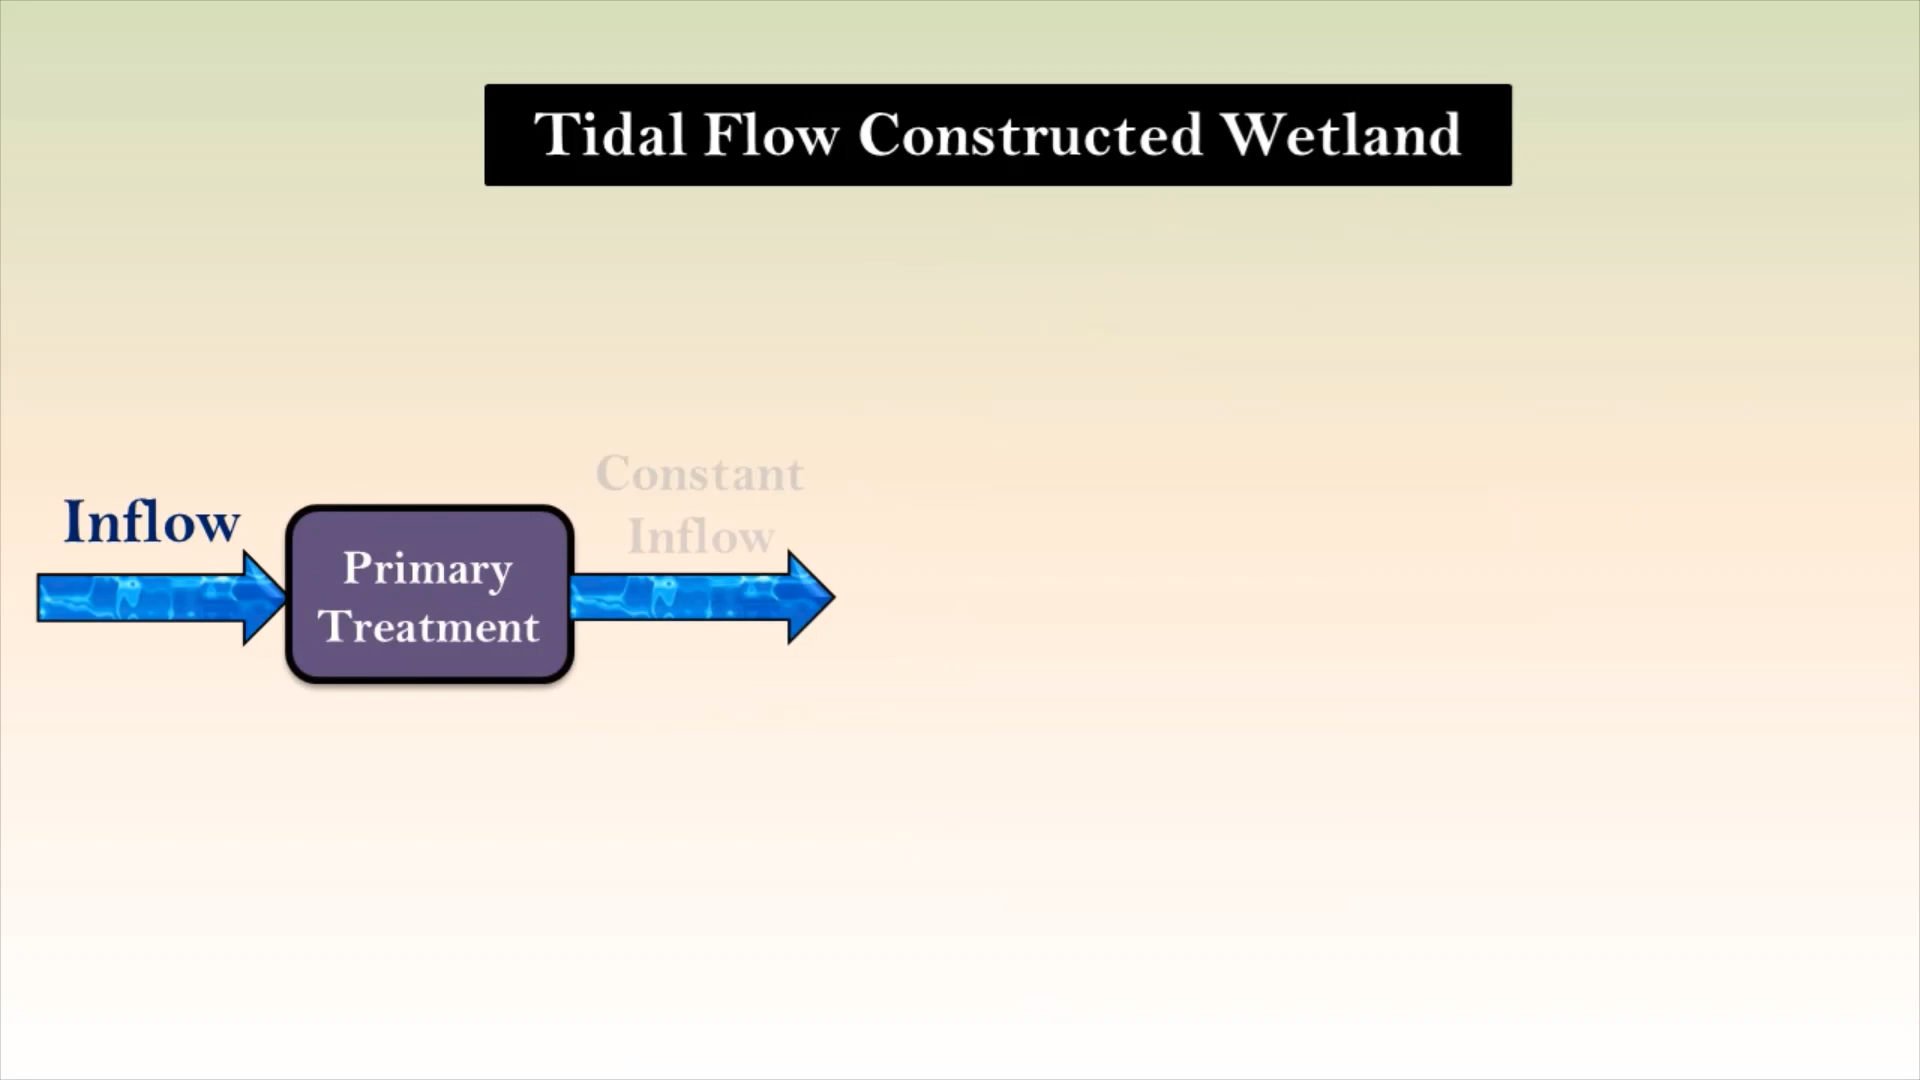 Tidal Flow Constructed Wetland
Constant
Inflow
Inflow
Primary
Treatment